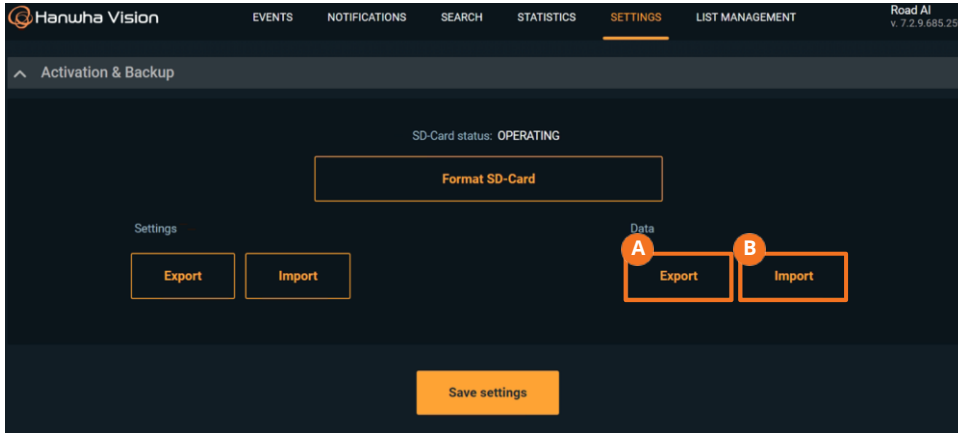 Hanwha Vision
EVENTS NOTIFICATIONS SEARCH STATISTICS SETTINGS LIST MANAGEMENT
Road AI
v. 7.2.9.685.25
Activation & Backup
SD-Card status: OPERATING
Format SD-Card
Settings
Data
A
B
Export
Import
Export
Import
Save settings